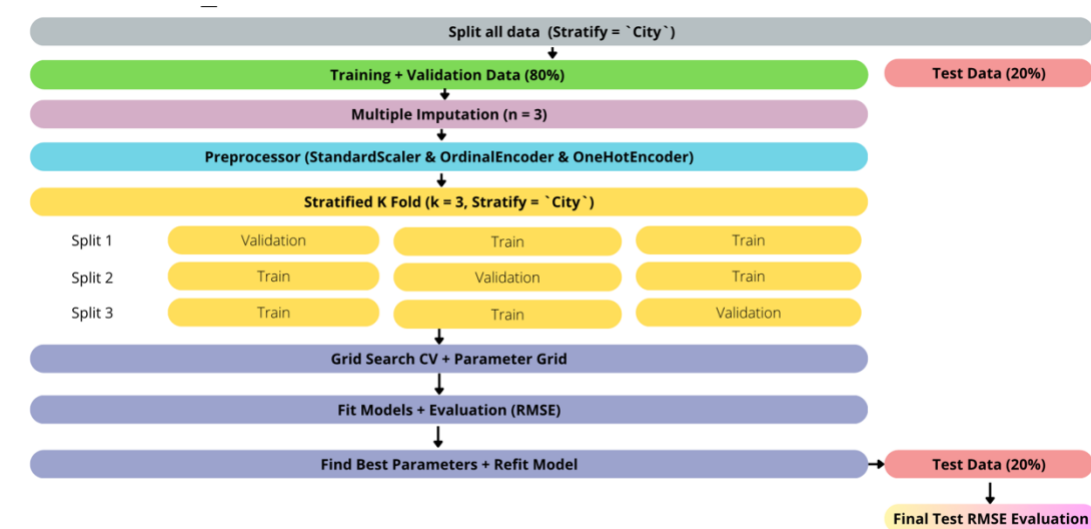 Split all data (Stratify = `City`)
Training + Validation Data (80%)
Test Data (20%)
Multiple Imputation (n = 3)
Preprocessor (StandardScaler & OrdinalEncoder & OneHotEncoder)
Stratified K Fold (k = 3, Stratify = `City`)
Split 1 Validation Train Train
Split 2 Train Validation Train
Split 3 Train Train Validation
Grid Search CV + Parameter Grid
Fit Models + Evaluation (RMSE)
Find Best Parameters + Refit Model
Test Data (20%)
Final Test RMSE Evaluation